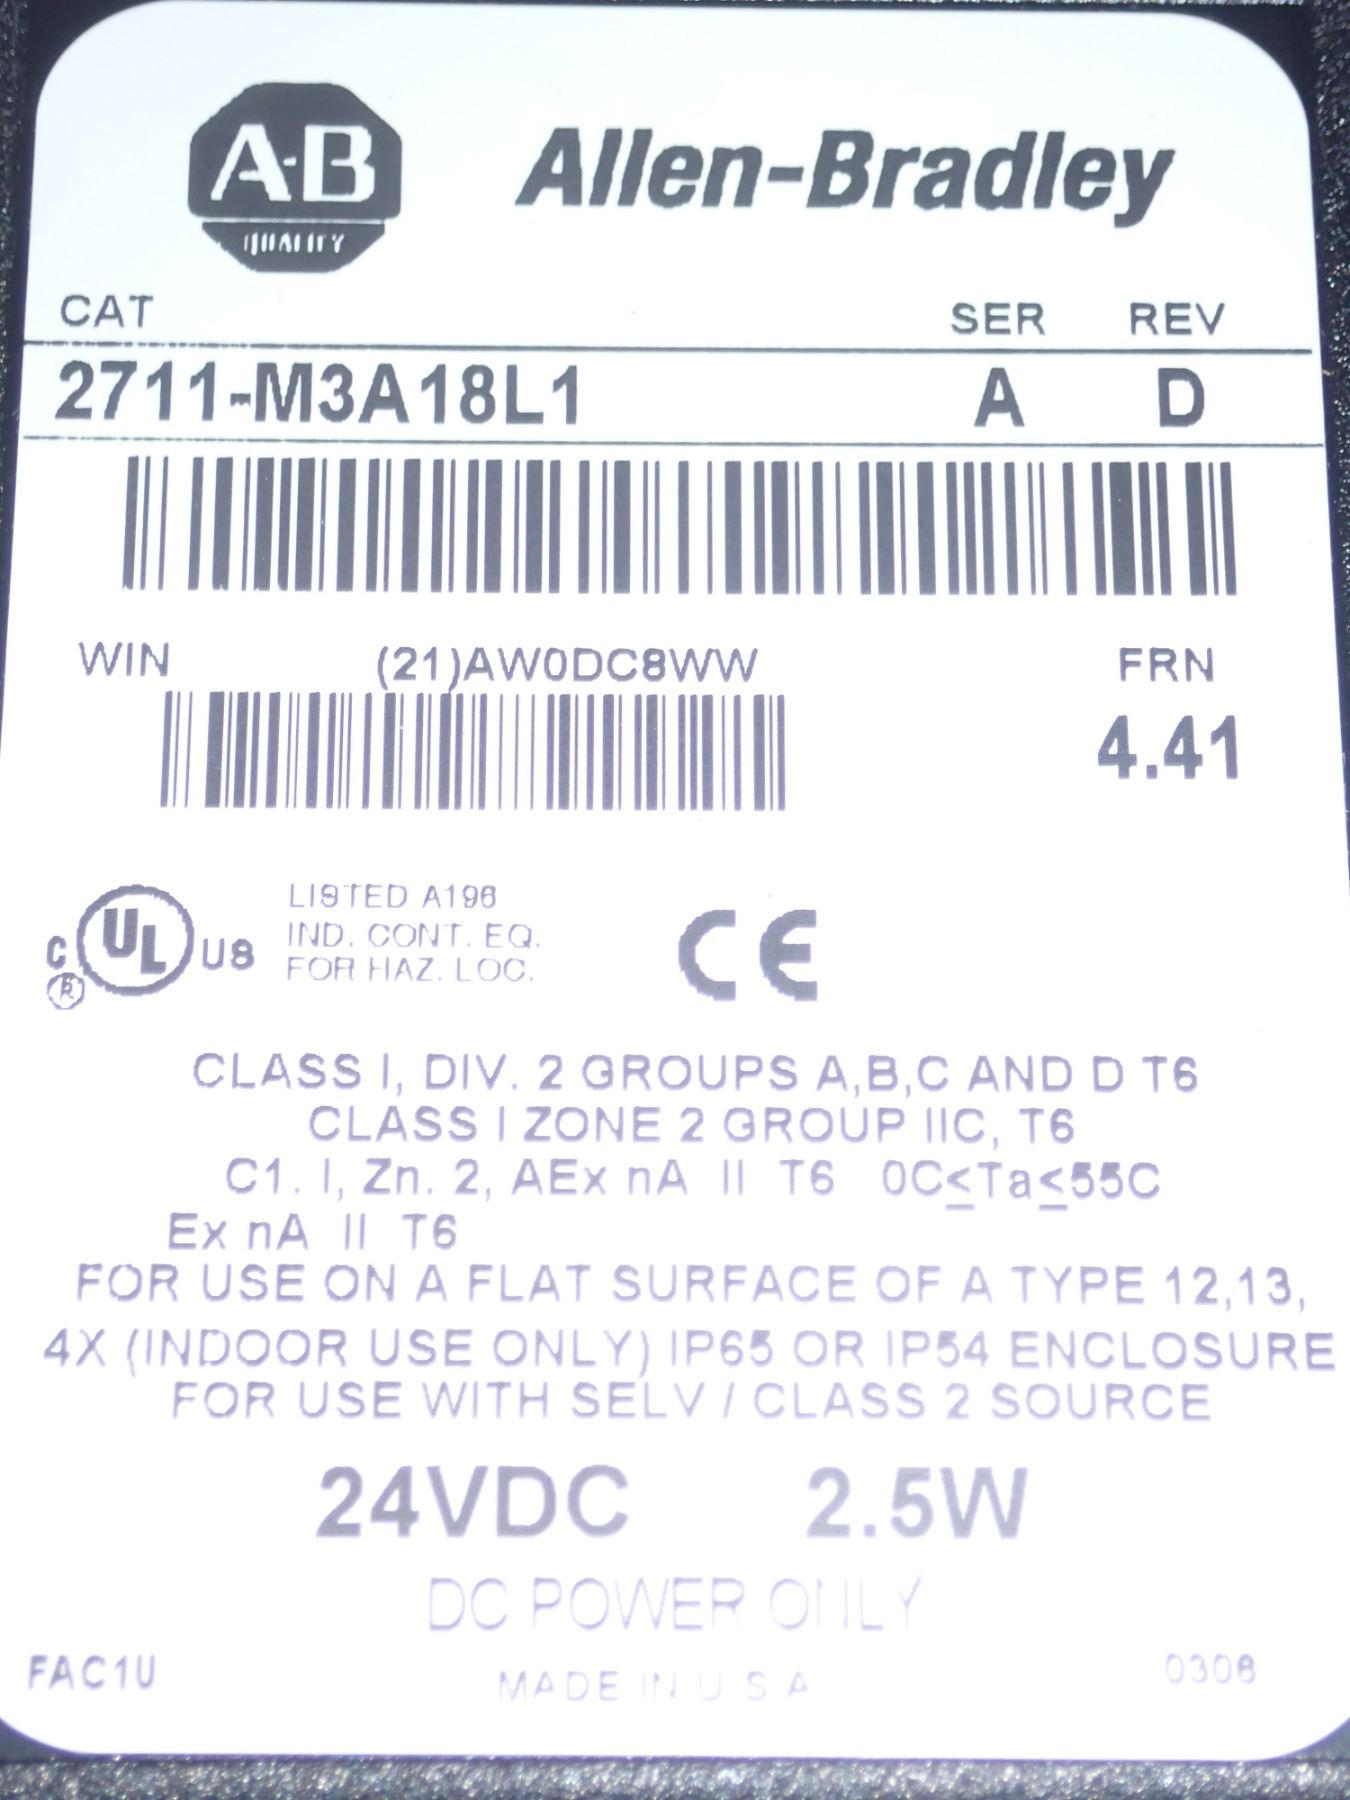 A-B
QUALITY
Allen-Bradley
CAT SER REV
2711-M3A18L1 A D
WIN (21)AW0DC8WW FRN
4.41
C UL US
R
LISTED A196
IND. CONT. EQ.
FOR HAZ. LOC.
CE
CLASS I, DIV. 2 GROUPS A,B,C AND D T6
CLASS I ZONE 2 GROUP IIC, T6
C1. I, Zn. 2, AEx nA II T6 0C≤Ta≤55C
Ex nA II T6
FOR USE ON A FLAT SURFACE OF A TYPE 12,13,
4X (INDOOR USE ONLY) IP65 OR IP54 ENCLOSURE
FOR USE WITH SELV / CLASS 2 SOURCE
24VDC 2.5W
DC POWER ONLY
FAC1U MADE IN U S A 0306